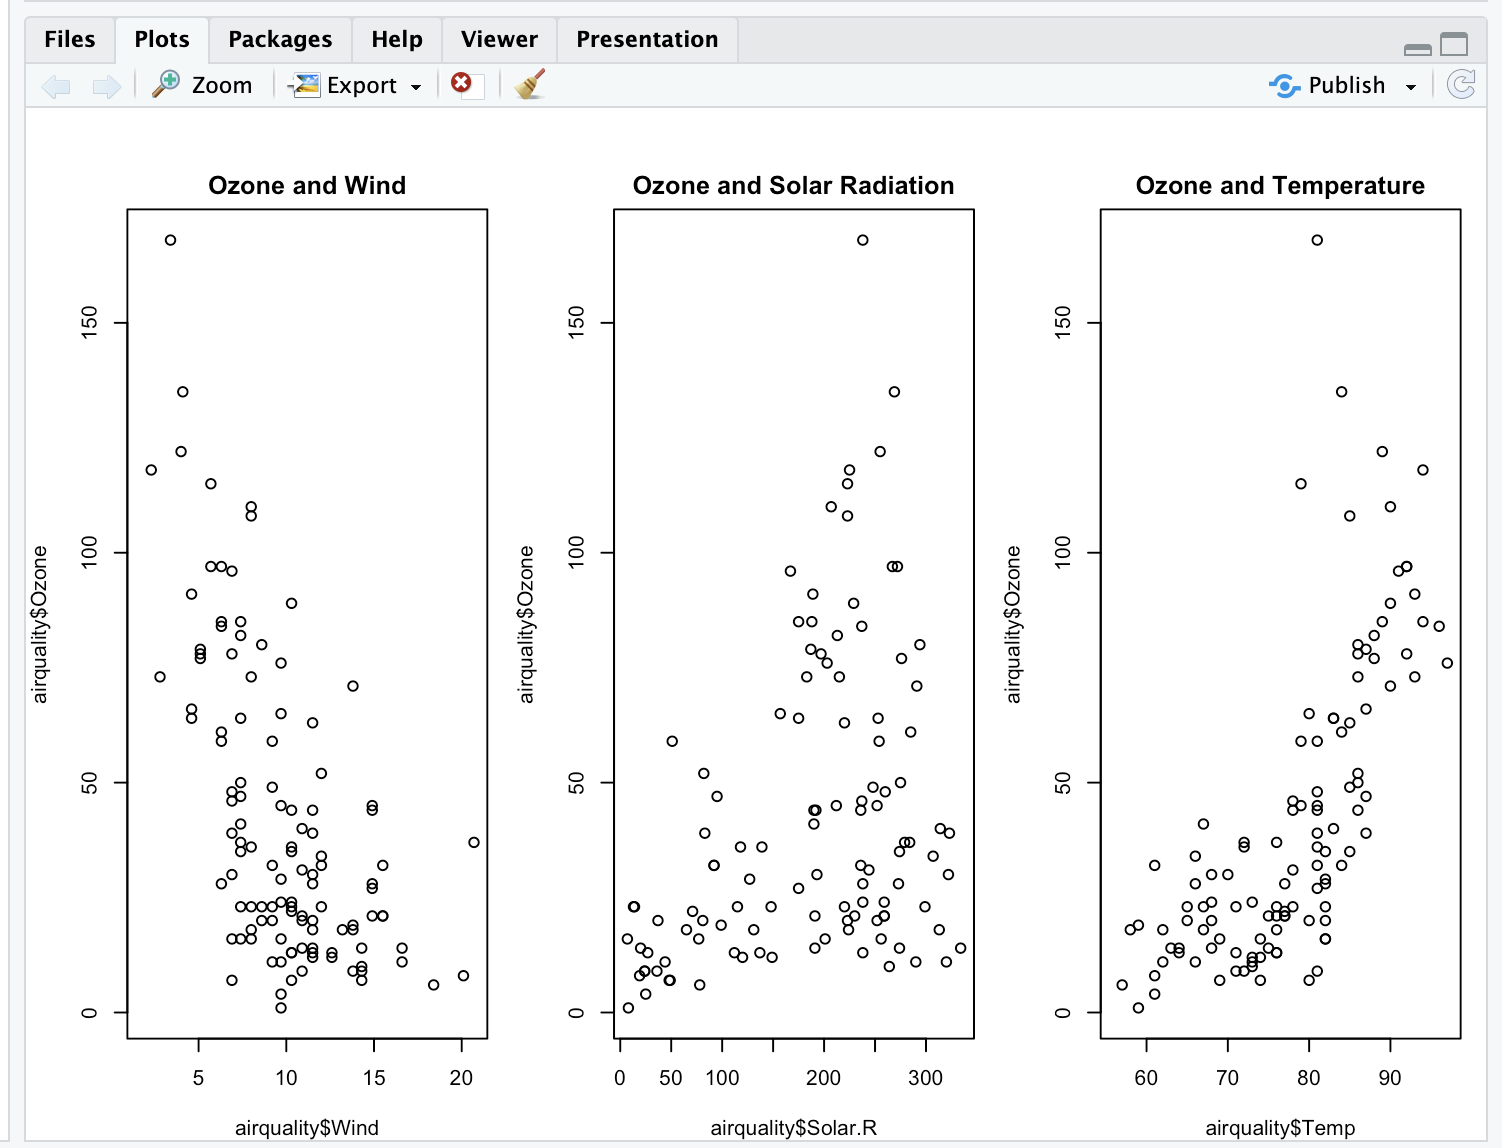 Files Plots Packages Help Viewer Presentation
Zoom Export Publish
Ozone and Wind
airquality$Ozone
0 50 100 150
5 10 15 20
airquality$Wind
Ozone and Solar Radiation
airquality$Ozone
0 50 100 150
0 50 100 200 300
airquality$Solar.R
Ozone and Temperature
airquality$Ozone
0 50 100 150
60 70 80 90
airquality$Temp